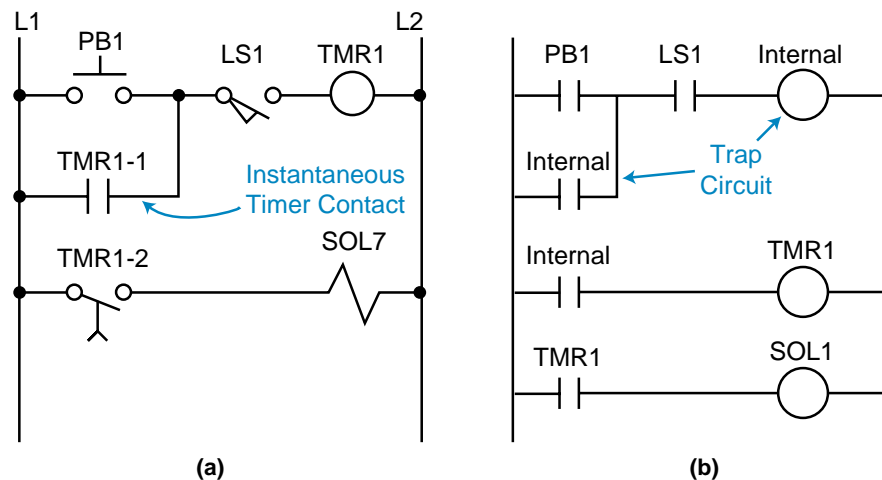 L1
L2
PB1
LS1
TMR1
TMR1-1
Instantaneous
Timer Contact
SOL7
TMR1-2
(a)
PB1
LS1
Internal
Trap
Circuit
Internal
Internal
TMR1
TMR1
SOL1
(b)